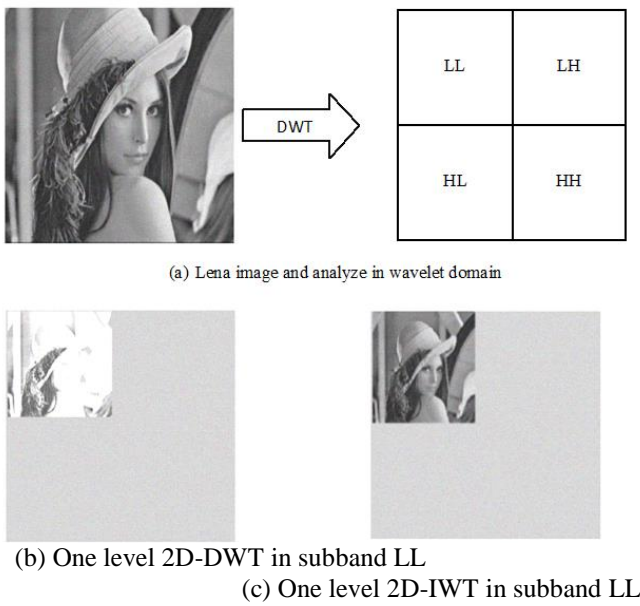 LL LH
DWT
HL HH
(a) Lena image and analyze in wavelet domain
(b) One level 2D-DWT in subband LL
(c) One level 2D-IWT in subband LL